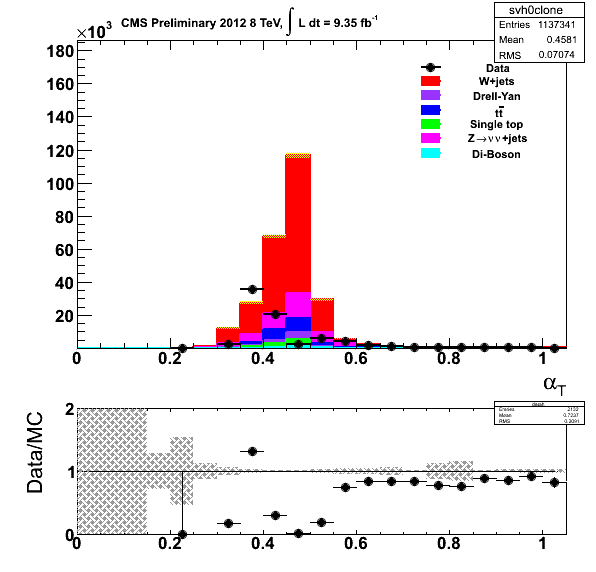 svh0clone
Entries 1137341
Mean 0.4581
RMS 0.07074
×10³ CMS Preliminary 2012 8 TeV, ∫ L dt = 9.35 fb⁻¹
180
160
140
120
100
80
60
40
20
0
Data
W+jets
Drell-Yan
tt̅
Single top
Z→νν+jets
Di-Boson
0 0.2 0.4 0.6 0.8 1
α_T
Entries 2132
Mean 0.7237
RMS 0.2091
Data/MC
2
1
0
0 0.2 0.4 0.6 0.8 1